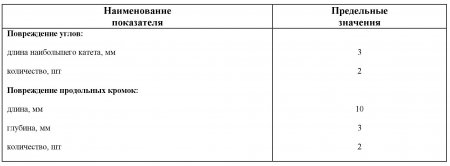 Наименование
показателя
Предельные
значения
Повреждение углов:
длина наибольшего катета, мм 3
количество, шт 2
Повреждение продольных кромок:
длина, мм 10
глубина, мм 3
количество, шт 2